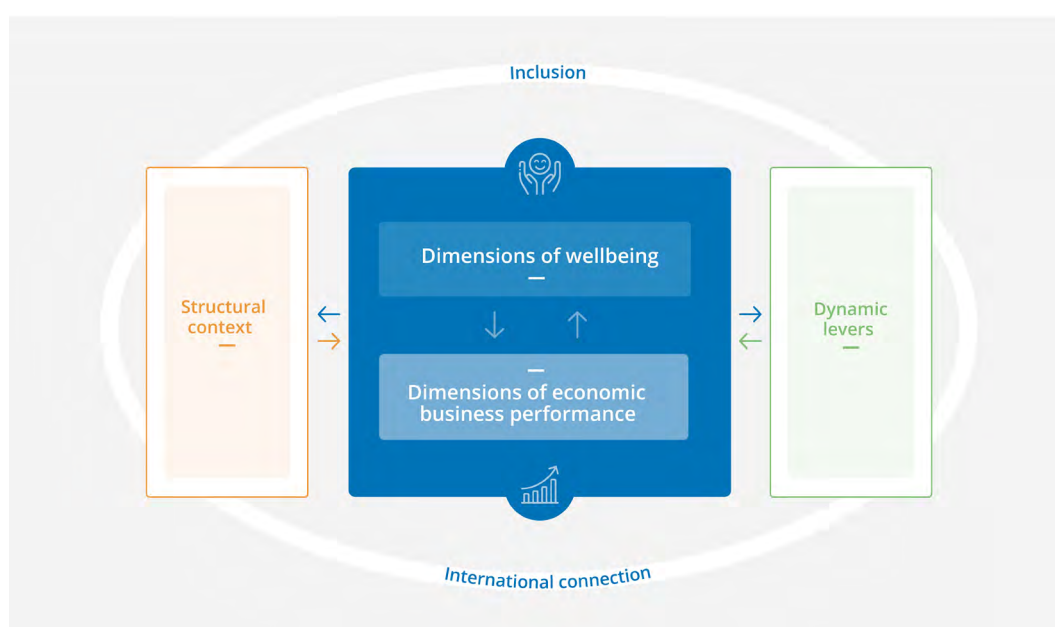 Inclusion
Structural
context
Dimensions of wellbeing
Dimensions of economic
business performance
Dynamic
levers
International connection